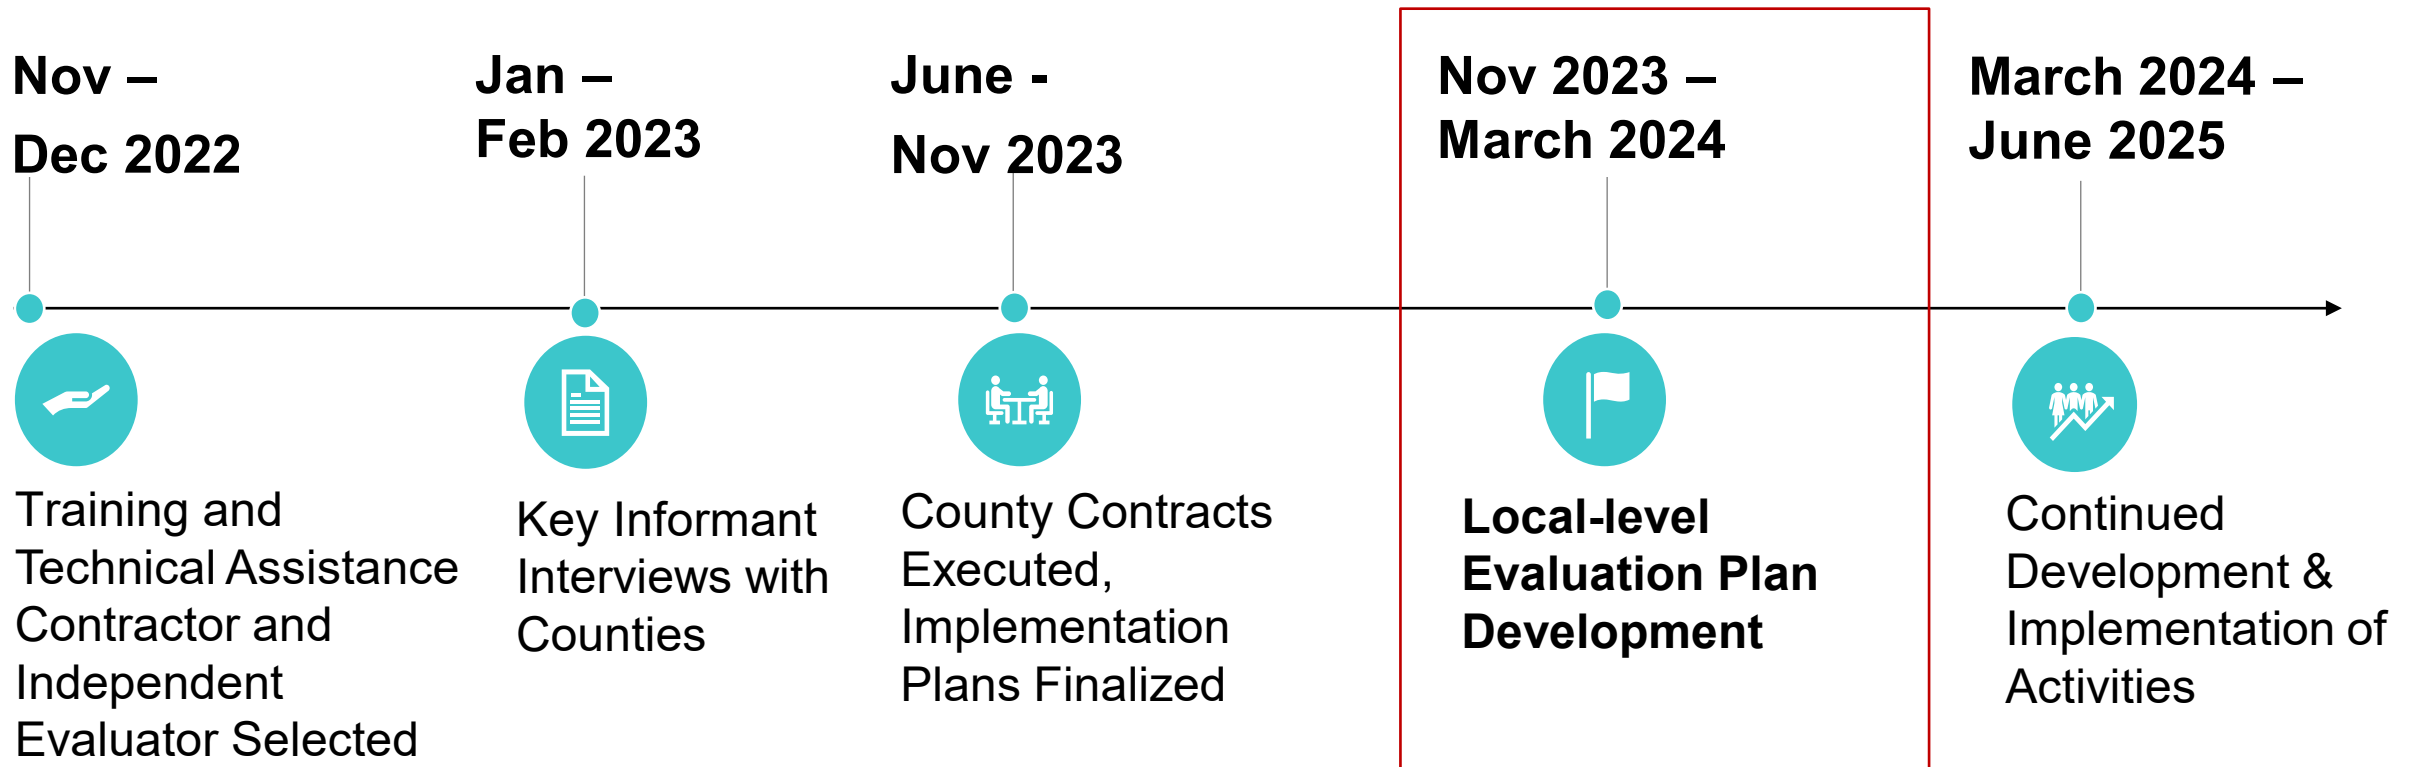 Nov –
Dec 2022
Jan –
Feb 2023
June -
Nov 2023
Nov 2023 –
March 2024
March 2024 –
June 2025
Training and
Technical Assistance
Contractor and
Independent
Evaluator Selected
Key Informant
Interviews with
Counties
County Contracts
Executed,
Implementation
Plans Finalized
Local-level
Evaluation Plan
Development
Continued
Development &
Implementation of
Activities